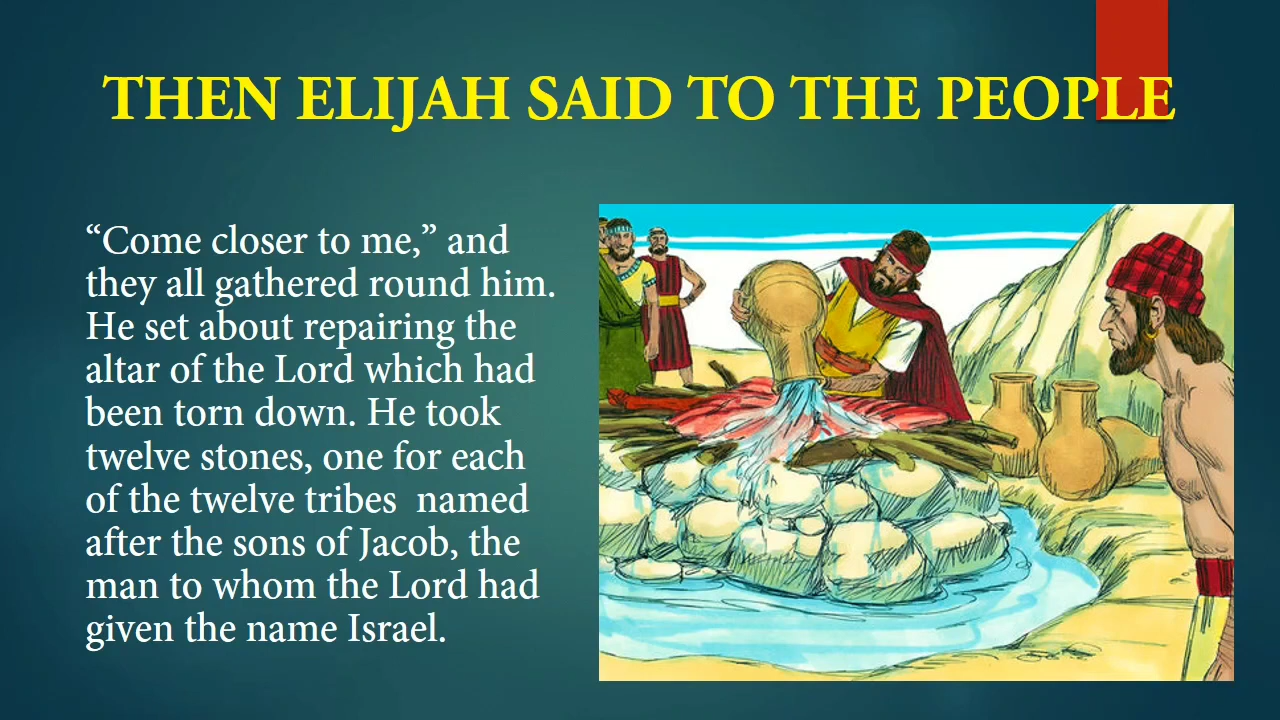 THEN ELIJAH SAID TO THE PEOPLE
“Come closer to me,” and
they all gathered round him.
He set about repairing the
altar of the Lord which had
been torn down. He took
twelve stones, one for each
of the twelve tribes  named
after the sons of Jacob, the
man to whom the Lord had
given the name Israel.